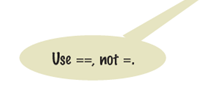 Use ==, not =.